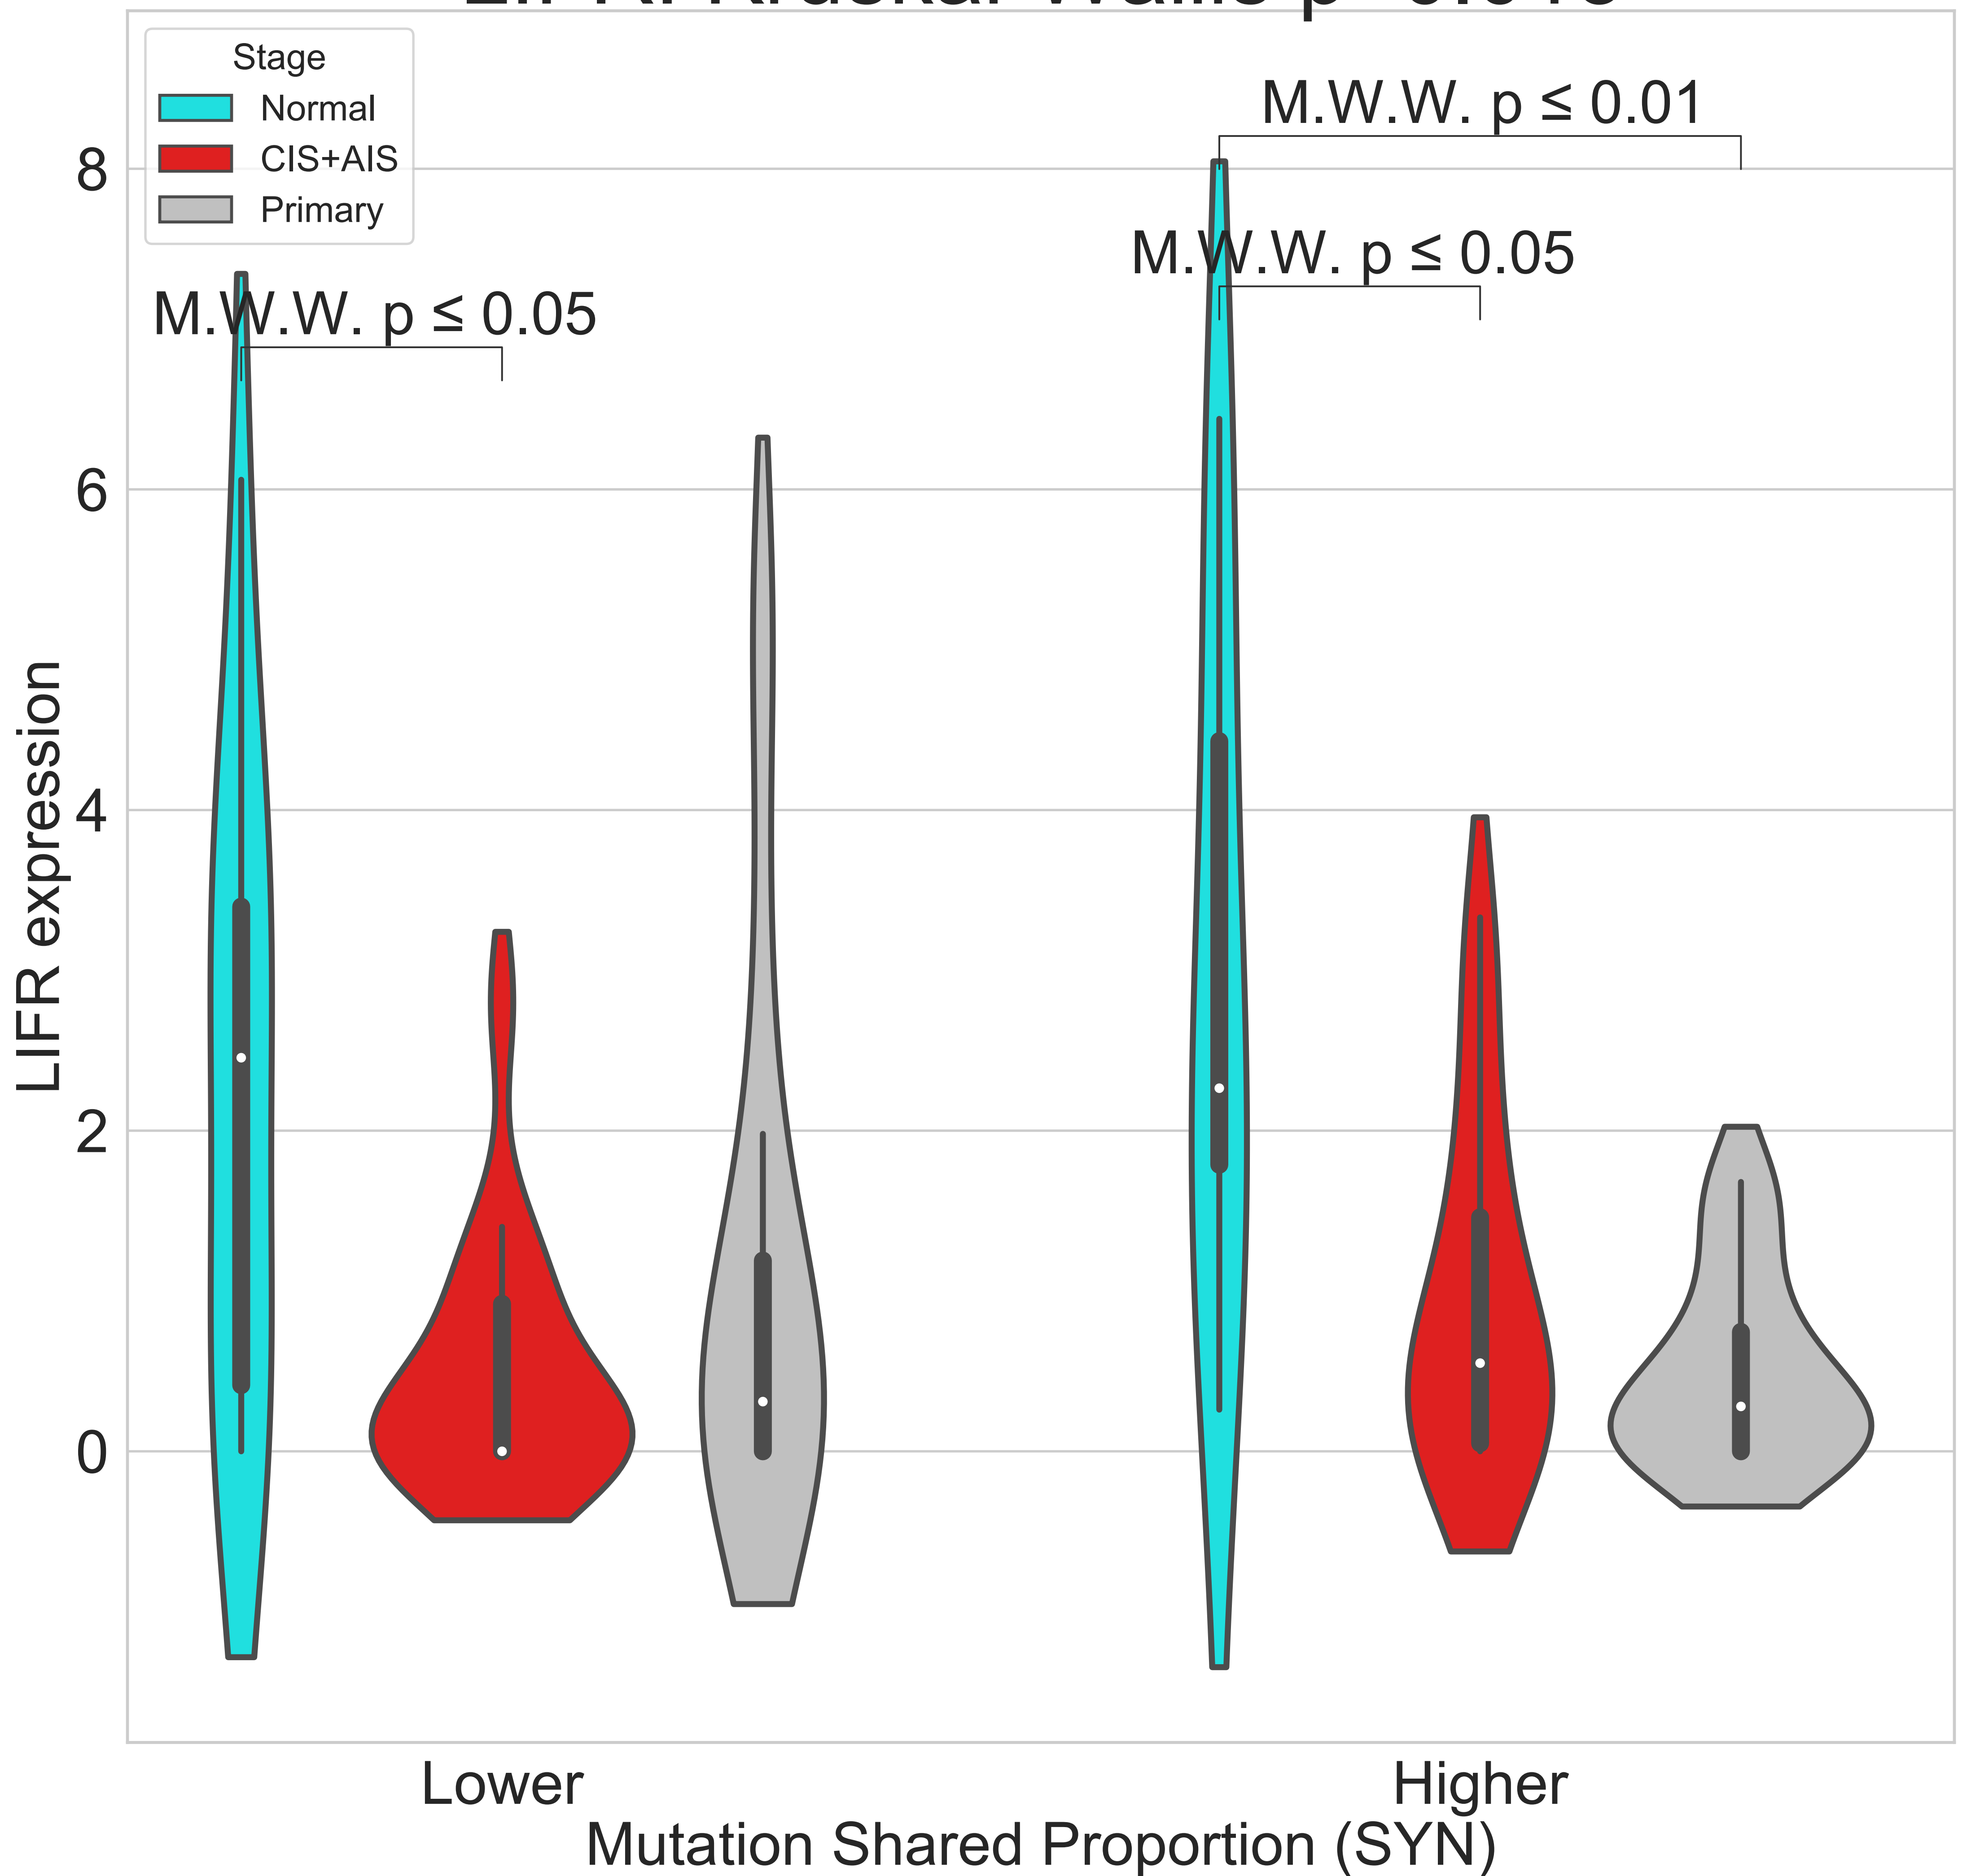 Stage
Normal
CIS+AIS
Primary
M.W.W. p ≤ 0.01
M.W.W. p ≤ 0.05
M.W.W. p ≤ 0.05
8
6
4
2
0
LIFR expression
Lower
Higher
Mutation Shared Proportion (SYN)